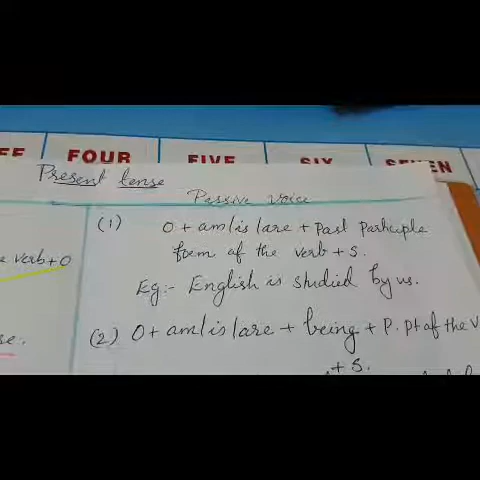 FOUR FIVE SIX SEVEN
Present tense
Passive voice
(1) O + am/is/are + Past Participle
form of the verb + S.
verb + O
Eg:- English is studied by us.
(2) O + am/is/are + being + P. Pt of the V
+ S.